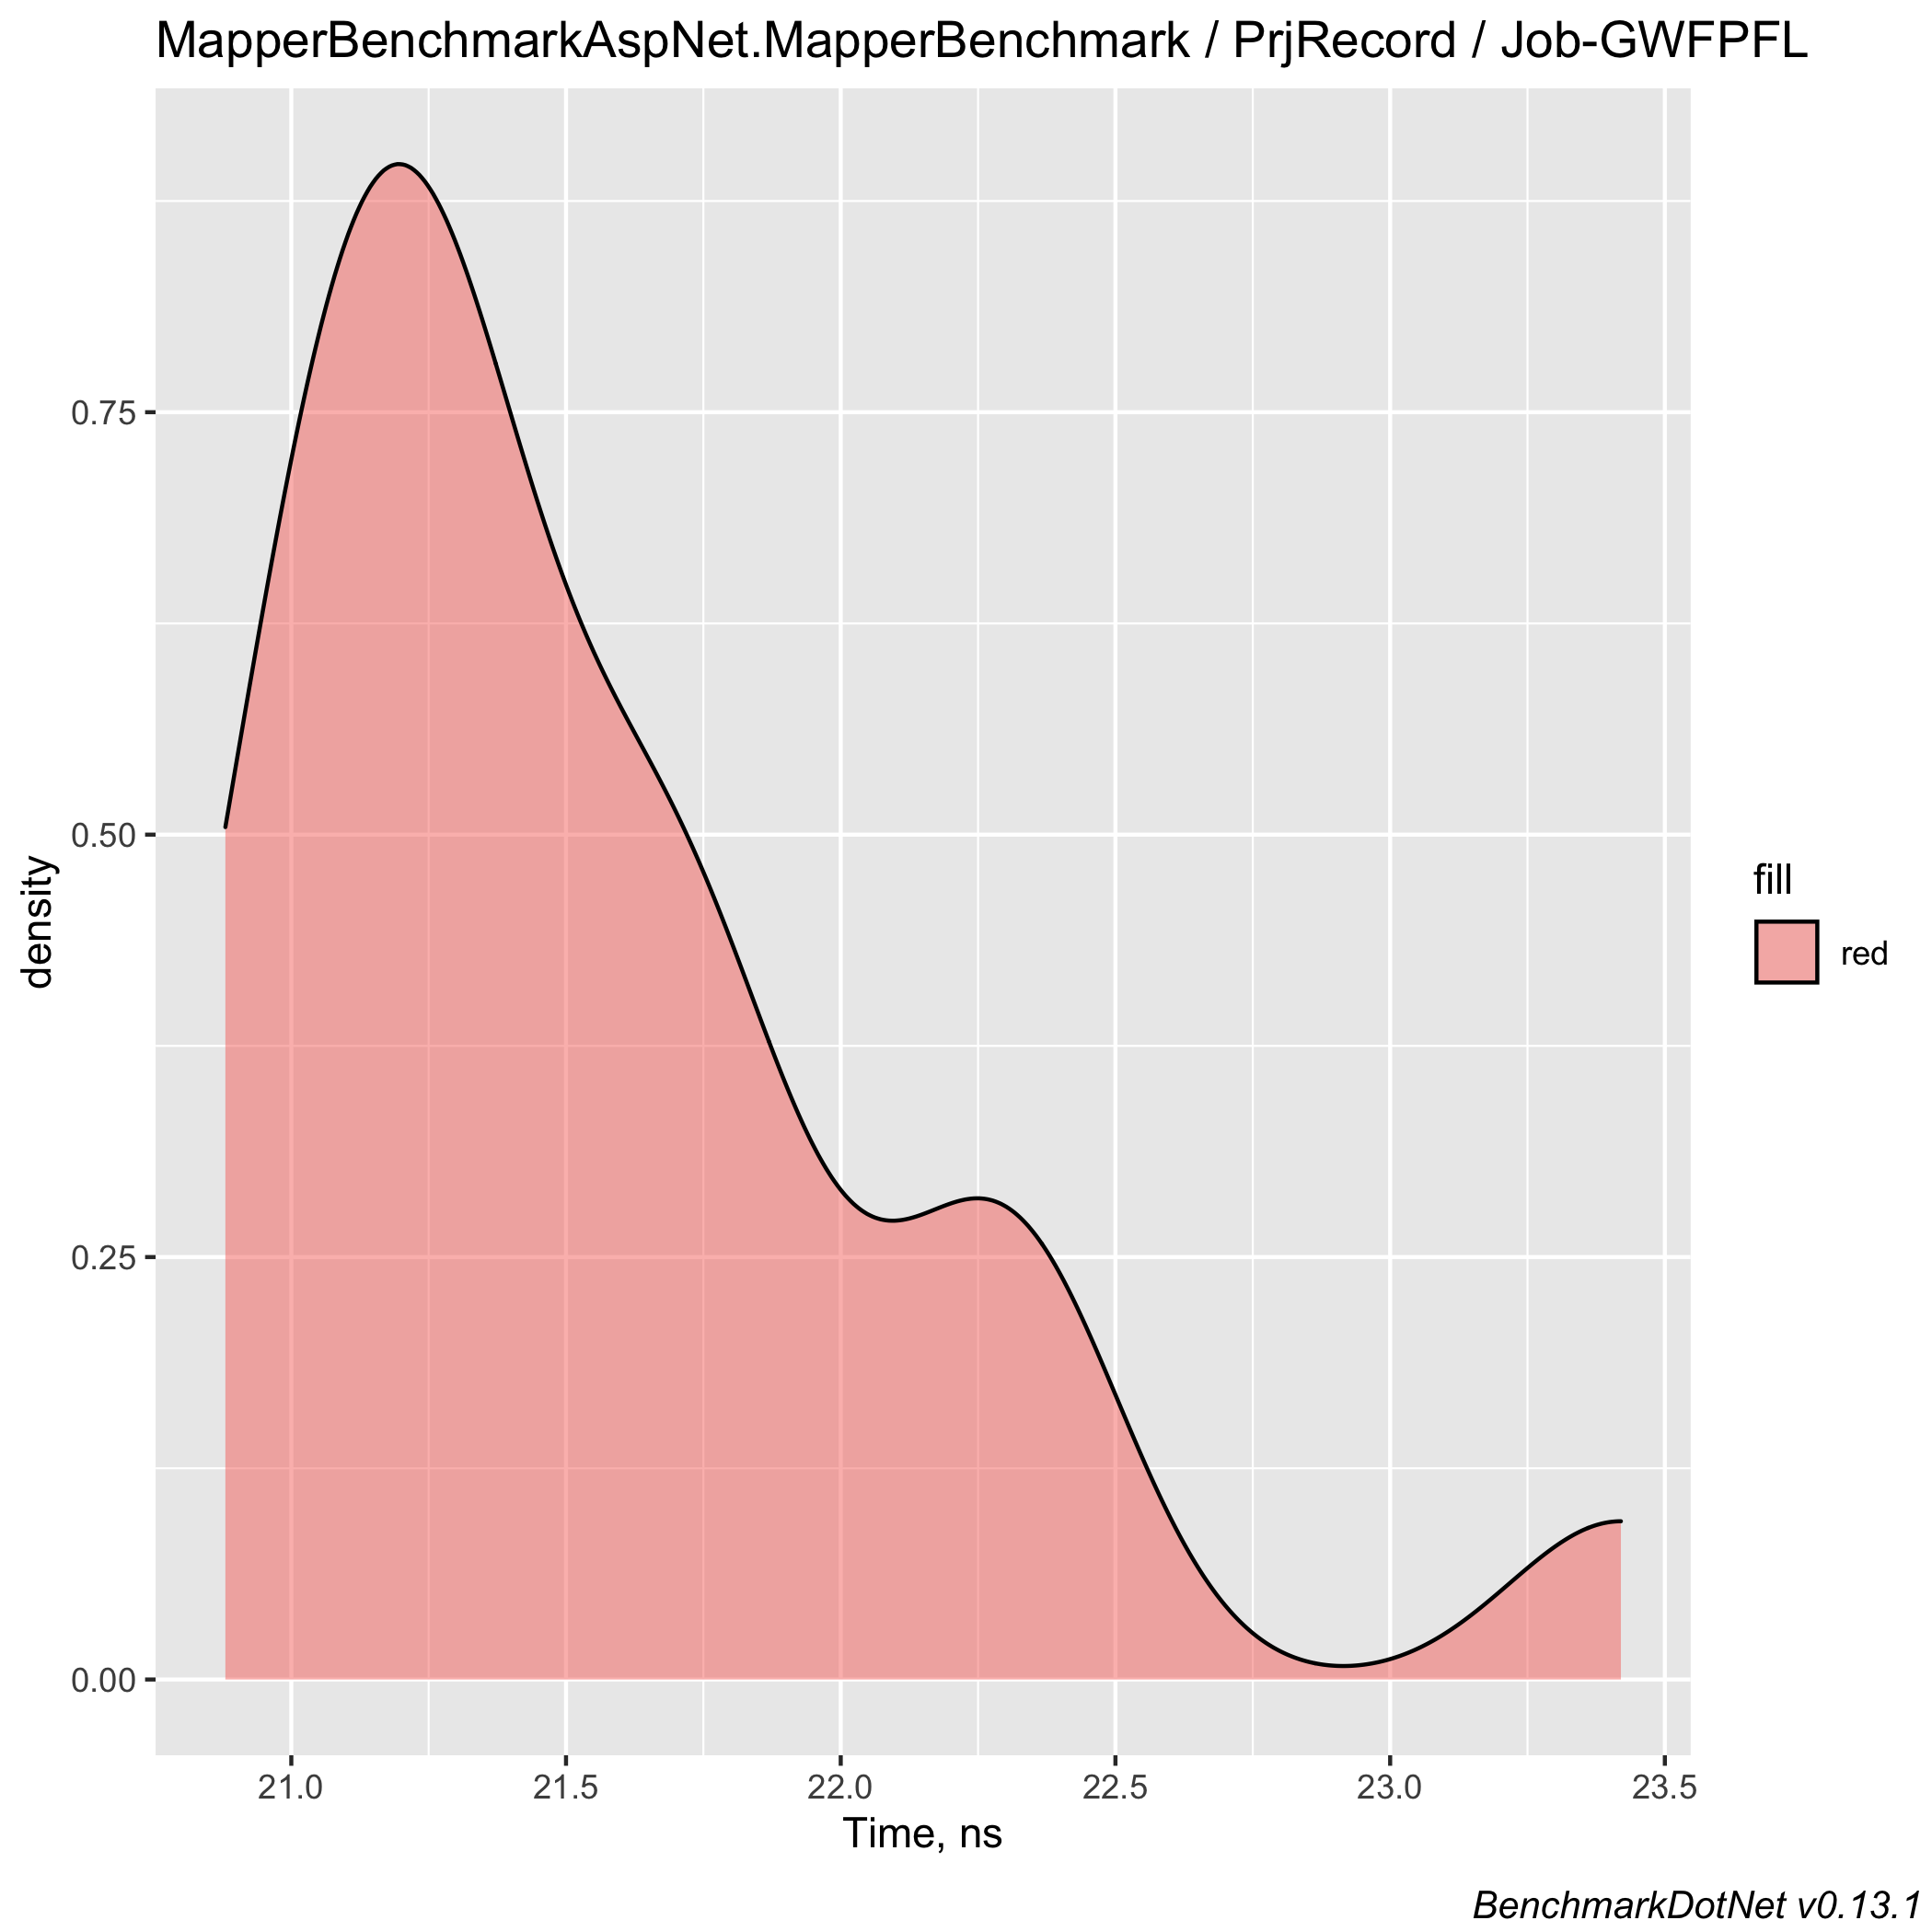 MapperBenchmarkAspNet.MapperBenchmark / PrjRecord / Job-GWFPFL
density
0.75
0.50
0.25
0.00
21.0 21.5 22.0 22.5 23.0 23.5
Time, ns
fill
red
BenchmarkDotNet v0.13.1